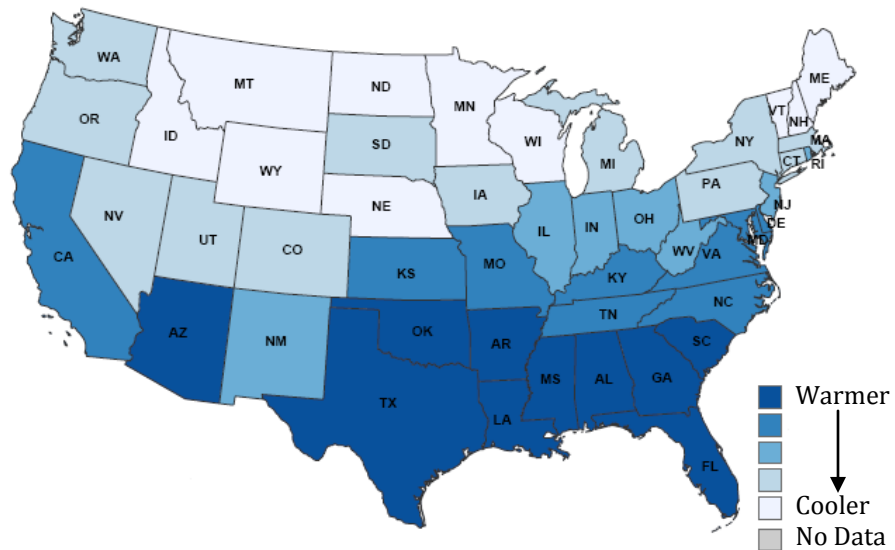 WA
MT
ND
MN
ME
VT
NH
OR
ID
SD
WI
NY
MA
MI
CT
RI
WY
PA
IA
NE
NJ
NV
IL
IN
OH
DE
UT
CO
MD
WV
VA
CA
KS
MO
KY
NC
TN
AZ
NM
OK
AR
SC
MS
AL
GA
TX
LA
FL
Warmer
Cooler
No Data